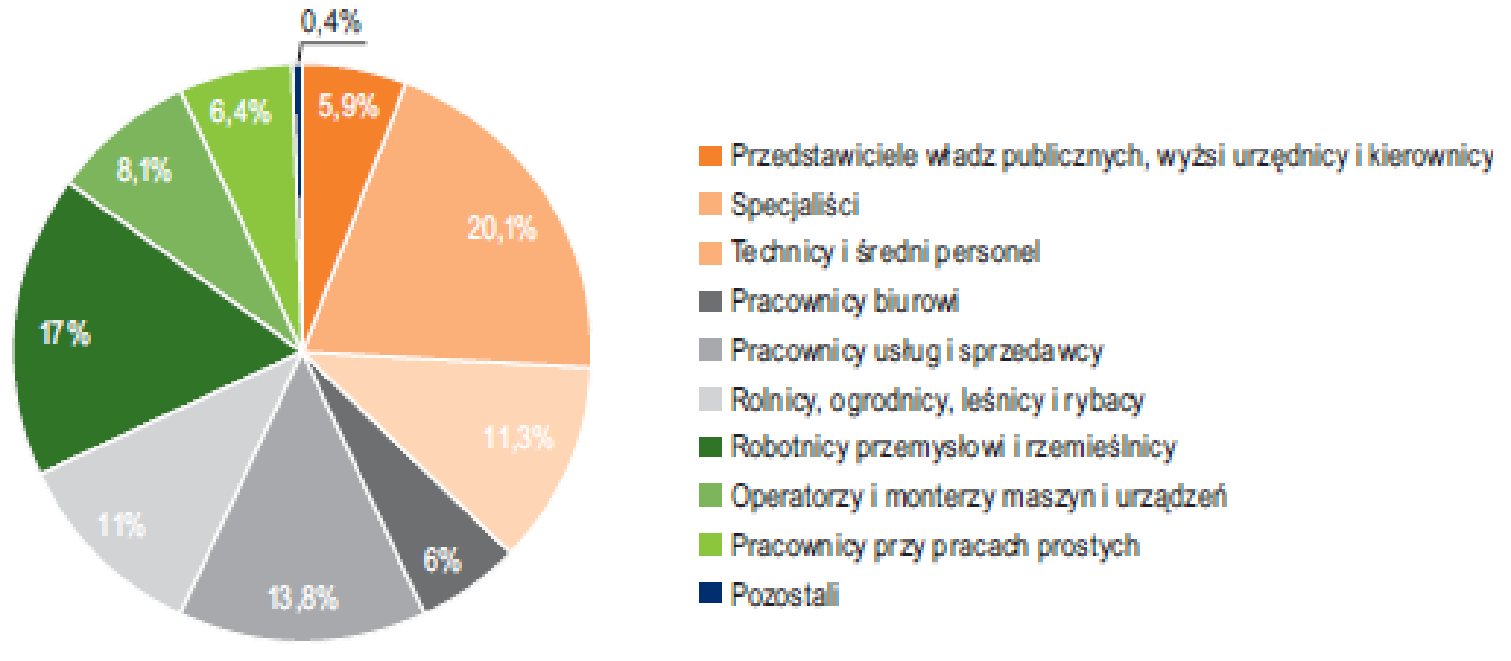 0,4%
5,9%
20,1%
11,3%
6%
13,8%
11%
17%
8,1%
6,4%
Przedstawiciele władz publicznych, wyżsi urzędnicy i kierownicy
Specjaliści
Technicy i średni personel
Pracownicy biurowi
Pracownicy usług i sprzedawcy
Rolnicy, ogrodnicy, leśnicy i rybacy
Robotnicy przemysłowi i rzemieślnicy
Operatorzy i monterzy maszyn i urządzeń
Pracownicy przy pracach prostych
Pozostali